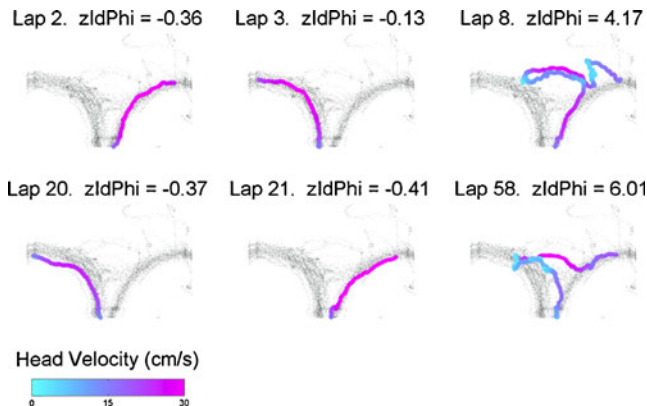 Lap 2. zIdPhi = -0.36
Lap 3. zIdPhi = -0.13
Lap 8. zIdPhi = 4.17
Lap 20. zIdPhi = -0.37
Lap 21. zIdPhi = -0.41
Lap 58. zIdPhi = 6.01
Head Velocity (cm/s)
0 15 30